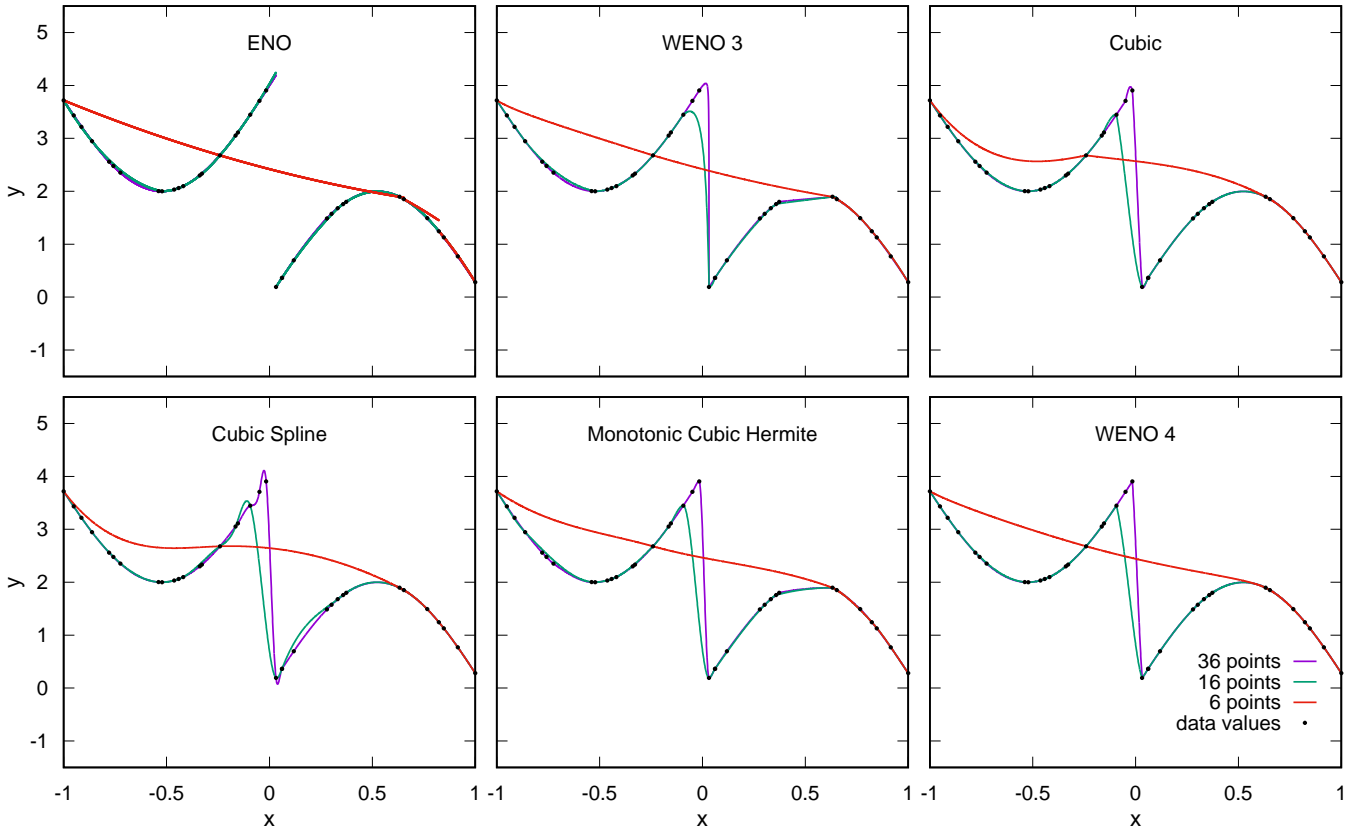 ENO
WENO 3
Cubic
y
5
4
3
2
1
0
-1
Cubic Spline
Monotonic Cubic Hermite
WENO 4
y
5
4
3
2
1
0
-1
36 points
16 points
6 points
data values
-1 -0.5 0 0.5 1
-1 -0.5 0 0.5 1
-1 -0.5 0 0.5 1
x
x
x